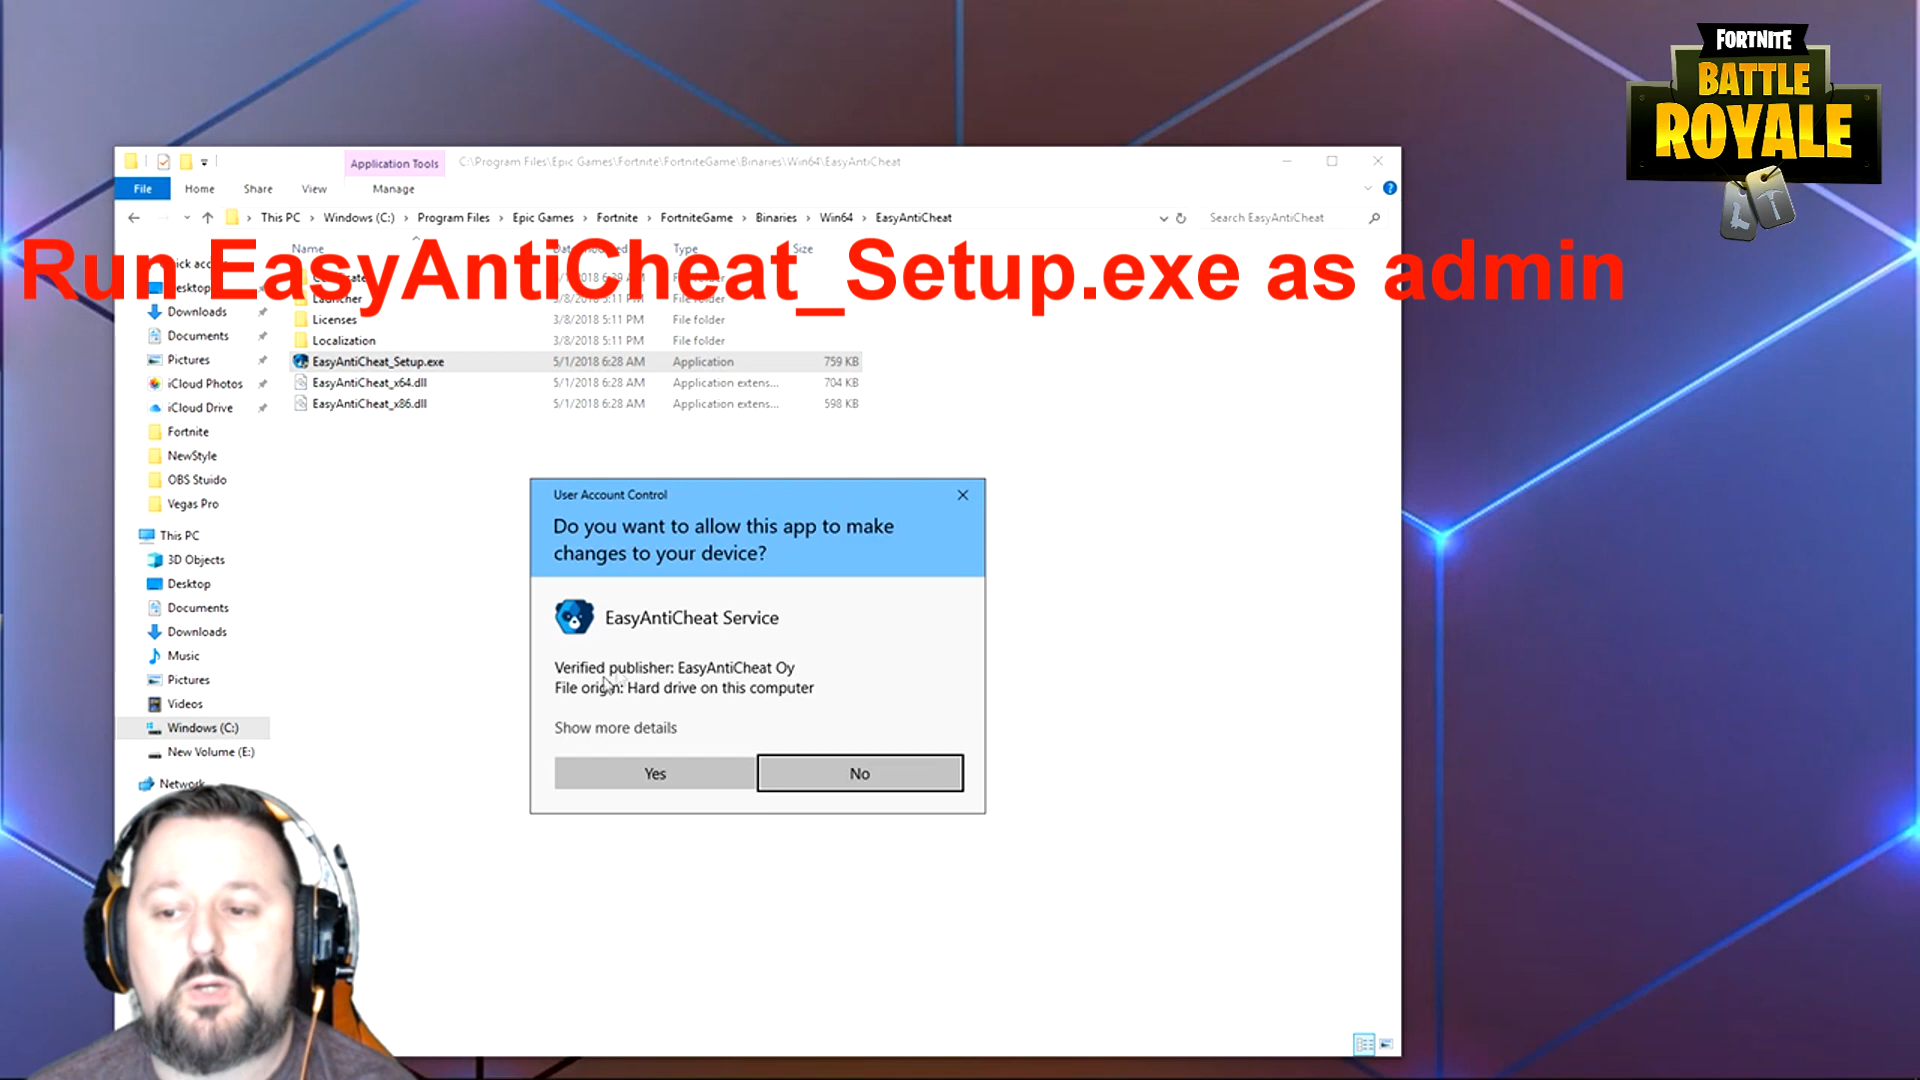 FORTNITE
BATTLE
ROYALE
Application Tools
C:\Program Files\Epic Games\Fortnite\FortniteGame\Binaries\Win64\EasyAntiCheat
File Home Share View Manage
This PC > Windows (C:) > Program Files > Epic Games > Fortnite > FortniteGame > Binaries > Win64 > EasyAntiCheat
Search EasyAntiCheat
Name Type Size
Run EasyAntiCheat_Setup.exe as admin
Launcher
Downloads
Licenses 3/8/2018 5:11 PM File folder
Documents
Localization 3/8/2018 5:11 PM File folder
Pictures
EasyAntiCheat_Setup.exe 5/1/2018 6:28 AM Application 759 KB
iCloud Photos
EasyAntiCheat_x64.dll 5/1/2018 6:28 AM Application extens... 704 KB
iCloud Drive
EasyAntiCheat_x86.dll 5/1/2018 6:28 AM Application extens... 598 KB
Fortnite
NewStyle
OBS Stuido
Vegas Pro
This PC
3D Objects
Desktop
Documents
Downloads
Music
Pictures
Videos
Windows (C:)
New Volume (E:)
Network
User Account Control
Do you want to allow this app to make
changes to your device?
EasyAntiCheat Service
Verified publisher: EasyAntiCheat Oy
File origin: Hard drive on this computer
Show more details
Yes
No